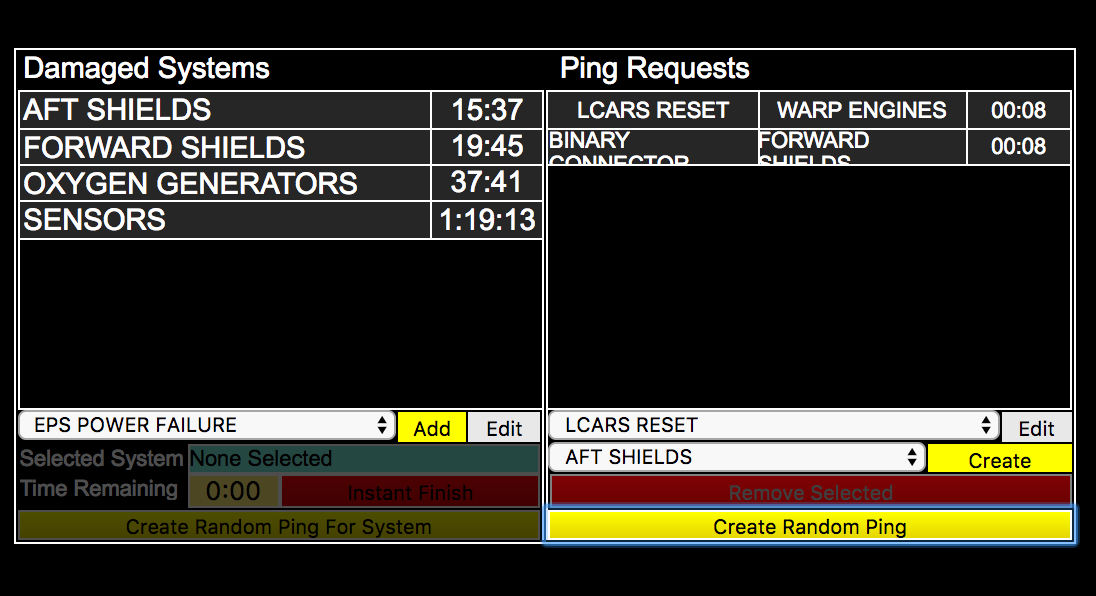 Damaged Systems
AFT SHIELDS 15:37
FORWARD SHIELDS 19:45
OXYGEN GENERATORS 37:41
SENSORS 1:19:13
EPS POWER FAILURE Add Edit
Selected System None Selected
Time Remaining 0:00 Instant Finish
Create Random Ping For System
Ping Requests
LCARS RESET WARP ENGINES 00:08
BINARY CONNECTOR FORWARD SHIELDS 00:08
LCARS RESET Edit
AFT SHIELDS Create
Remove Selected
Create Random Ping